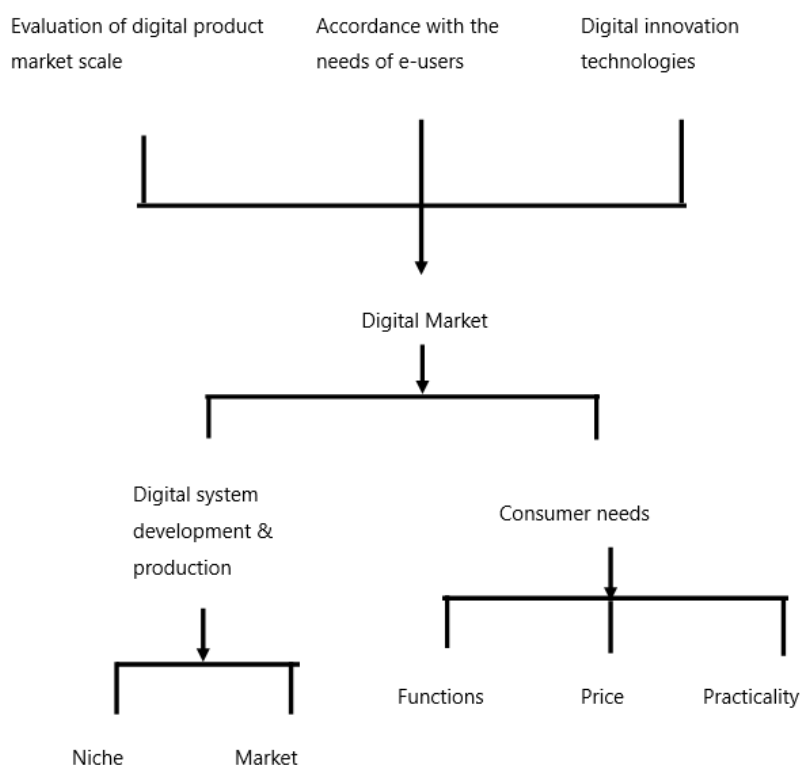 Evaluation of digital product
market scale
Accordance with the
needs of e-users
Digital innovation
technologies
Digital Market
Digital system
development &
production
Consumer needs
Functions
Price
Practicality
Niche
Market